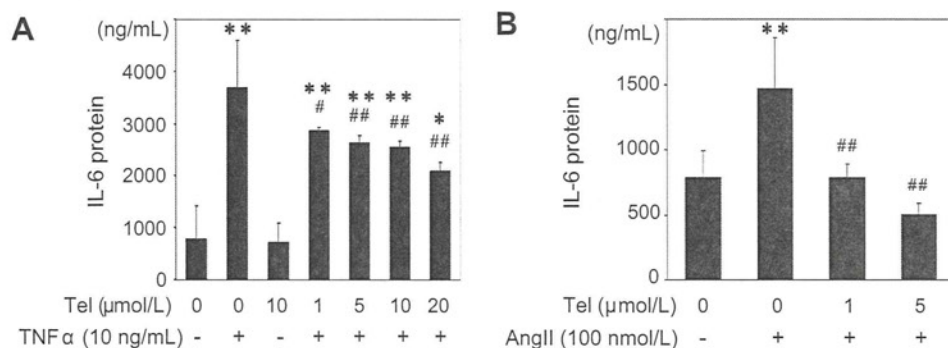 A
(ng/mL)
IL-6 protein
4000
3000
2000
1000
0
**
**
#
**
##
**
##
*
##
Tel (μmol/L) 0 0 10 1 5 10 20
TNFα (10 ng/mL) - + - + + + +
B
(ng/mL)
IL-6 protein
1500
1000
500
0
**
##
##
Tel (μmol/L) 0 0 1 5
AngII (100 nmol/L) - + + +